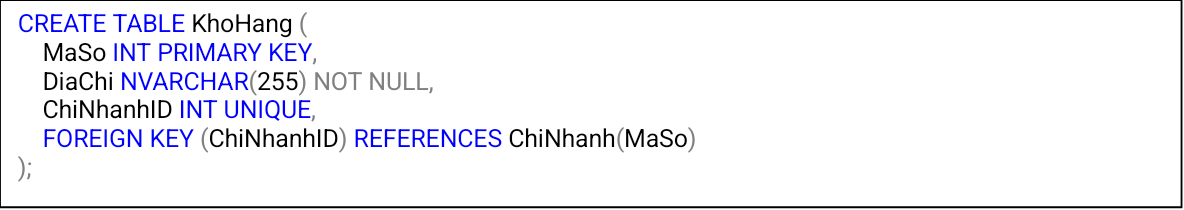 CREATE TABLE KhoHang (
MaSo INT PRIMARY KEY,
DiaChi NVARCHAR(255) NOT NULL,
ChiNhanhID INT UNIQUE,
FOREIGN KEY (ChiNhanhID) REFERENCES ChiNhanh(MaSo)
);